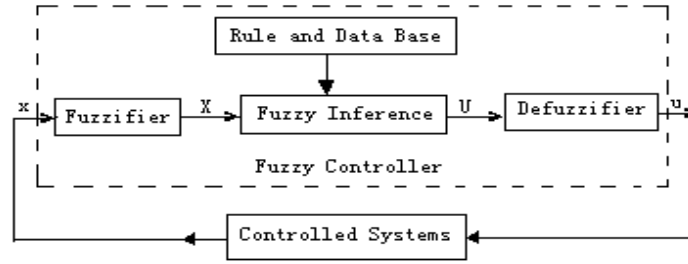 Rule and Data Base
x
Fuzzifier
X
Fuzzy Inference
U
Defuzzifier
u
Fuzzy Controller
Controlled Systems